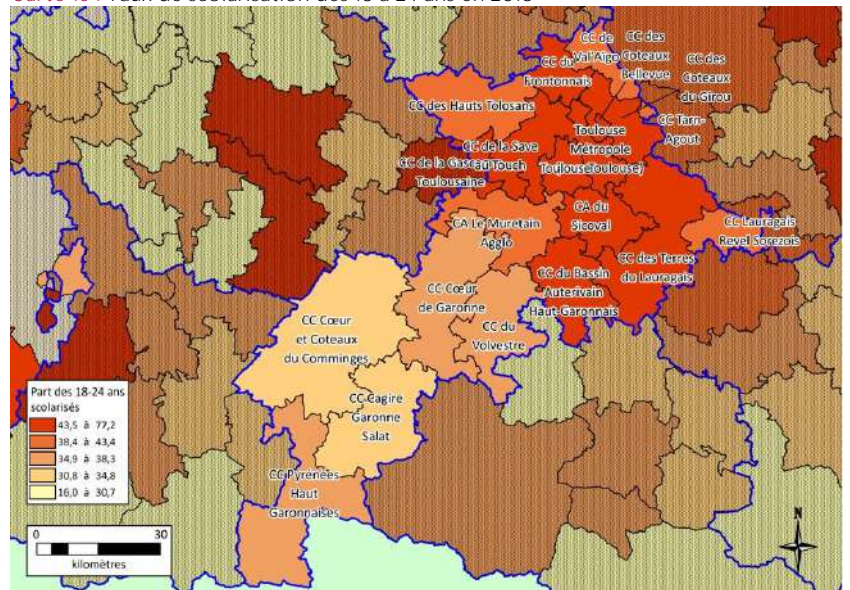 Carte 19 : Taux de scolarisation des 18 à 24 ans en 2018
CC de
Val'Aïgo
CC des
Coteaux
Bellevue
CC du
Frontonnais
CC des
Coteaux
du Girou
CC des Hauts Tolosans
CC Tarn-
Agout
Toulouse
Métropole
Toulouse
(Toulouse)
CC de la Save
au Touch
CC de la Gascogne
Toulousaine
CA du
Sicoval
CC Lauragais
Revel Sorezois
CA Le Muretain
Agglo
CC des Terres
du Lauragais
CC du Bassin
Auterivain
Haut-Garonnais
CC Cœur
de Garonne
CC du
Volvestre
CC Cœur
et Coteaux
du Comminges
CC Cagire
Garonne
Salat
CC Pyrénées
Haut
Garonnaises
Part des 18-24 ans
scolarisés
43,5 à 77,2
38,4 à 43,4
34,9 à 38,3
30,8 à 34,8
16,0 à 30,7
0 30
kilomètres
N